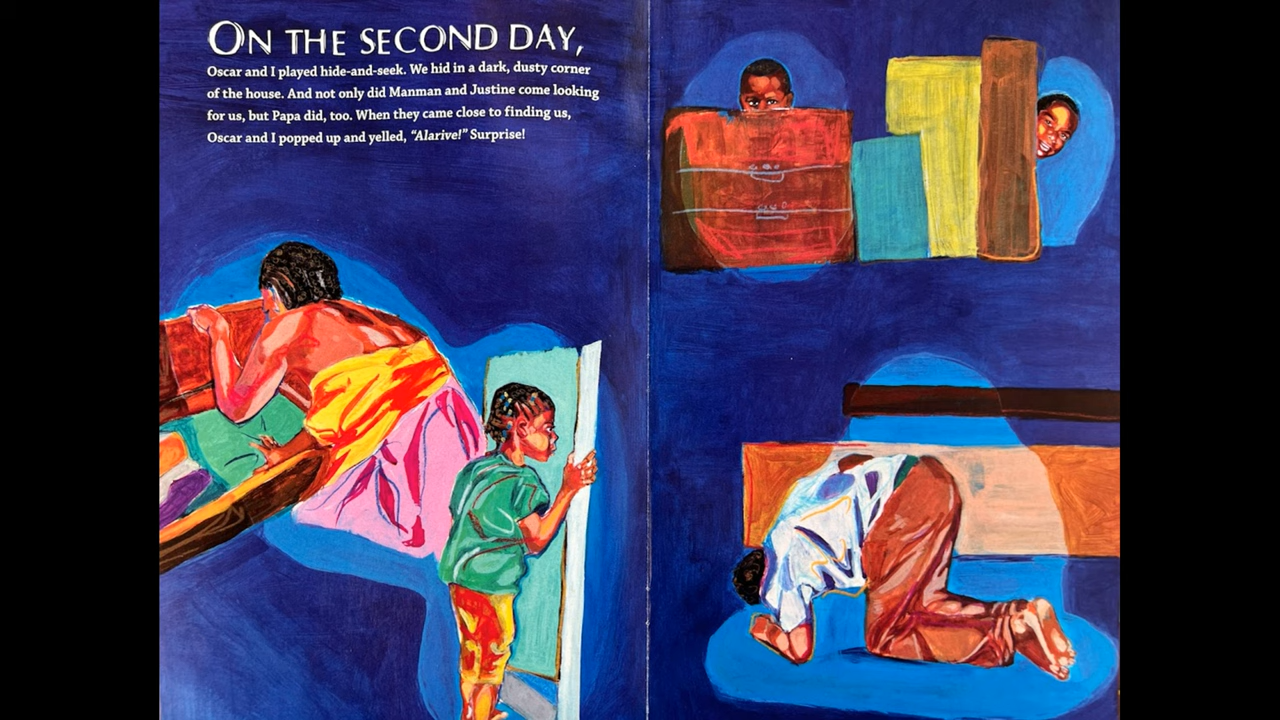 ON THE SECOND DAY,
Oscar and I played hide-and-seek. We hid in a dark, dusty corner
of the house. And not only did Manman and Justine come looking
for us, but Papa did, too. When they came close to finding us,
Oscar and I popped up and yelled, “Alarive!” Surprise!